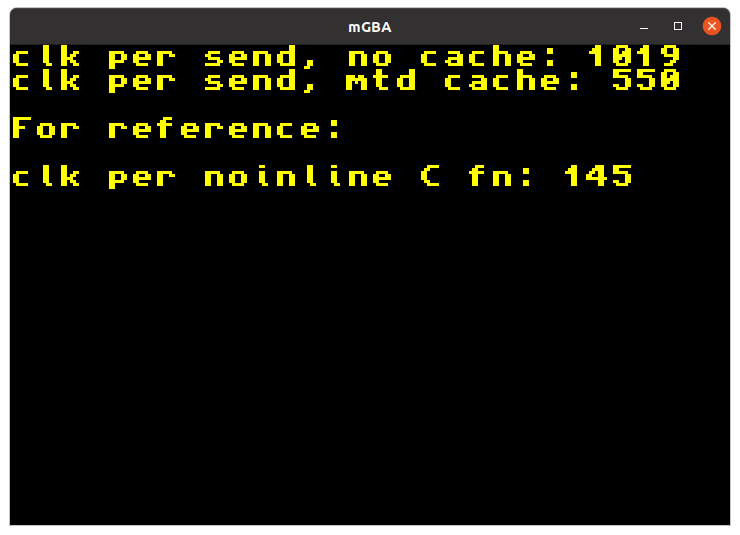 mGBA
clk per send, no cache: 1019
clk per send, mtd cache: 550
For reference:
clk per noinline C fn: 145